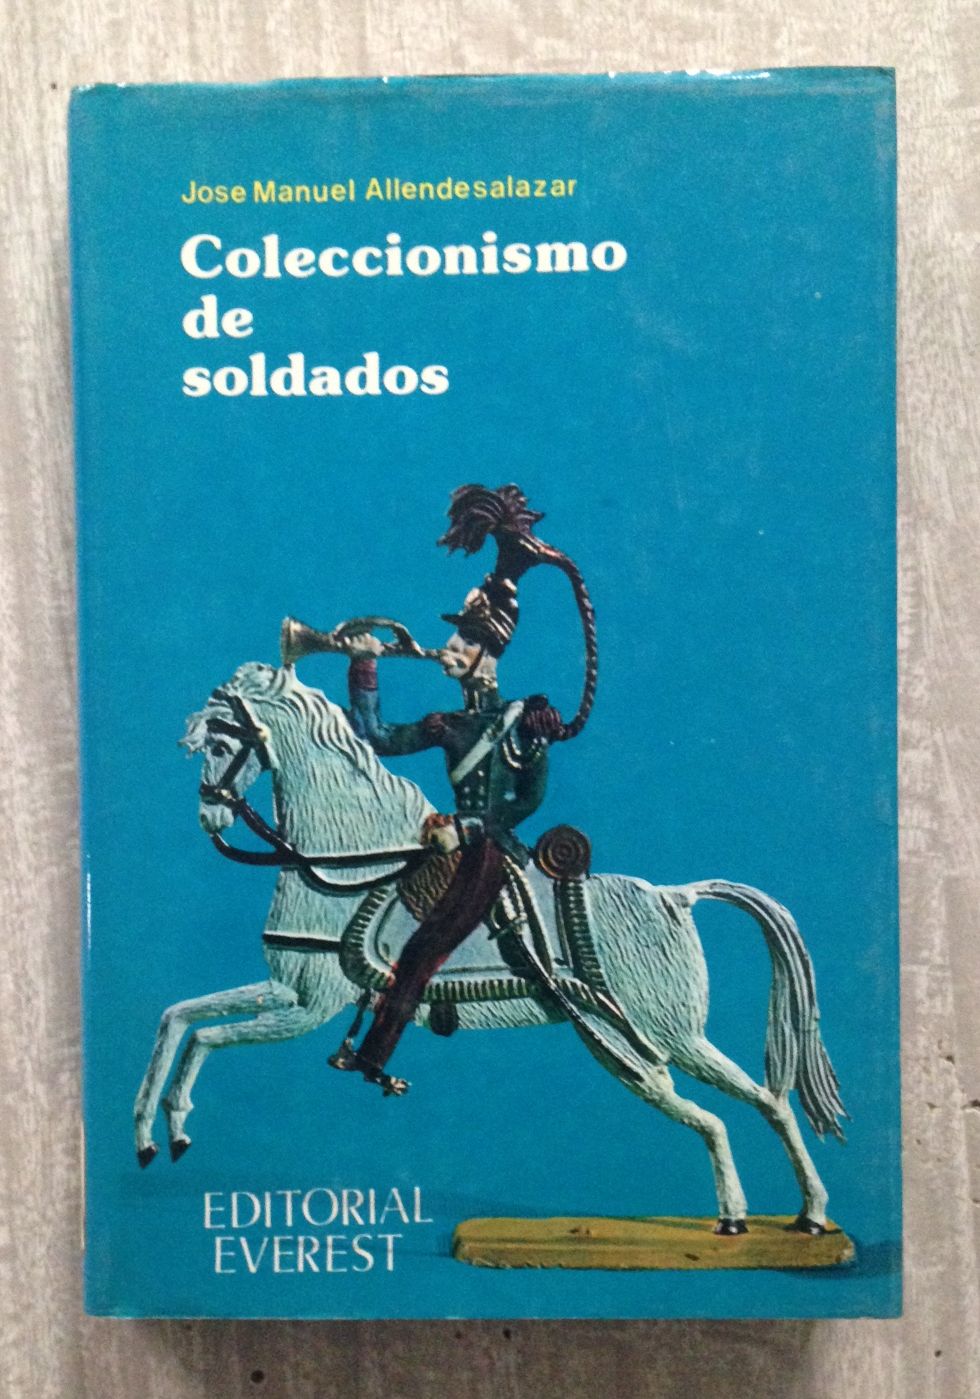 Jose Manuel Allendesalazar
Coleccionismo
de
soldados
EDITORIAL
EVEREST